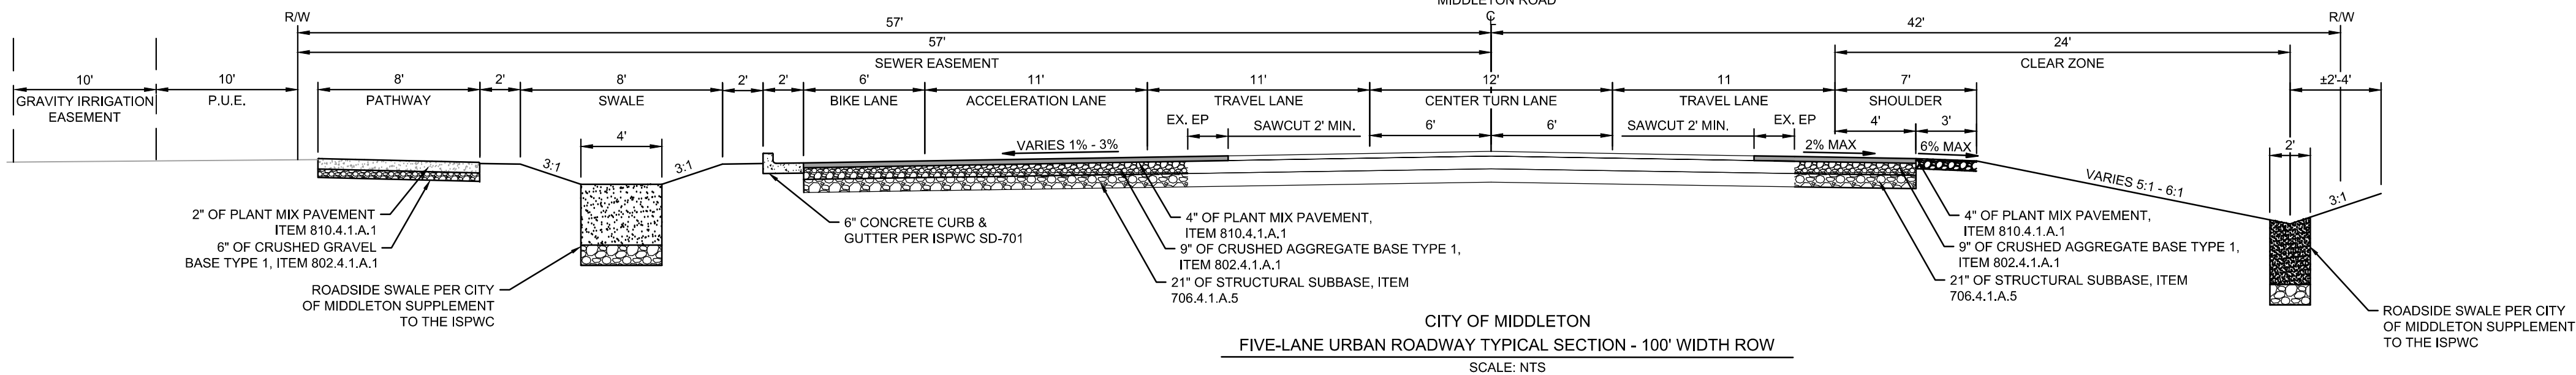 MIDDLETON ROAD
R/W
57'
CL
42'
R/W
57'
24'
SEWER EASEMENT
CLEAR ZONE
10'
10'
8'
2'
8'
2'
2'
6'
11'
11'
12'
11
7'
±2'-4'
GRAVITY IRRIGATION
EASEMENT
P.U.E.
PATHWAY
SWALE
BIKE LANE
ACCELERATION LANE
TRAVEL LANE
CENTER TURN LANE
TRAVEL LANE
SHOULDER
EX. EP
SAWCUT 2' MIN.
6'
6'
SAWCUT 2' MIN.
EX. EP
4'
3'
4'
3:1
3:1
VARIES 1% - 3%
2% MAX
6% MAX
2'
VARIES 5:1 - 6:1
3:1
2" OF PLANT MIX PAVEMENT
ITEM 810.4.1.A.1
6" OF CRUSHED GRAVEL
BASE TYPE 1, ITEM 802.4.1.A.1
ROADSIDE SWALE PER CITY
OF MIDDLETON SUPPLEMENT
TO THE ISPWC
6" CONCRETE CURB &
GUTTER PER ISPWC SD-701
4" OF PLANT MIX PAVEMENT,
ITEM 810.4.1.A.1
9" OF CRUSHED AGGREGATE BASE TYPE 1,
ITEM 802.4.1.A.1
21" OF STRUCTURAL SUBBASE, ITEM
706.4.1.A.5
4" OF PLANT MIX PAVEMENT,
ITEM 810.4.1.A.1
9" OF CRUSHED AGGREGATE BASE TYPE 1,
ITEM 802.4.1.A.1
21" OF STRUCTURAL SUBBASE, ITEM
706.4.1.A.5
ROADSIDE SWALE PER CITY
OF MIDDLETON SUPPLEMENT
TO THE ISPWC
CITY OF MIDDLETON
FIVE-LANE URBAN ROADWAY TYPICAL SECTION - 100' WIDTH ROW
SCALE: NTS